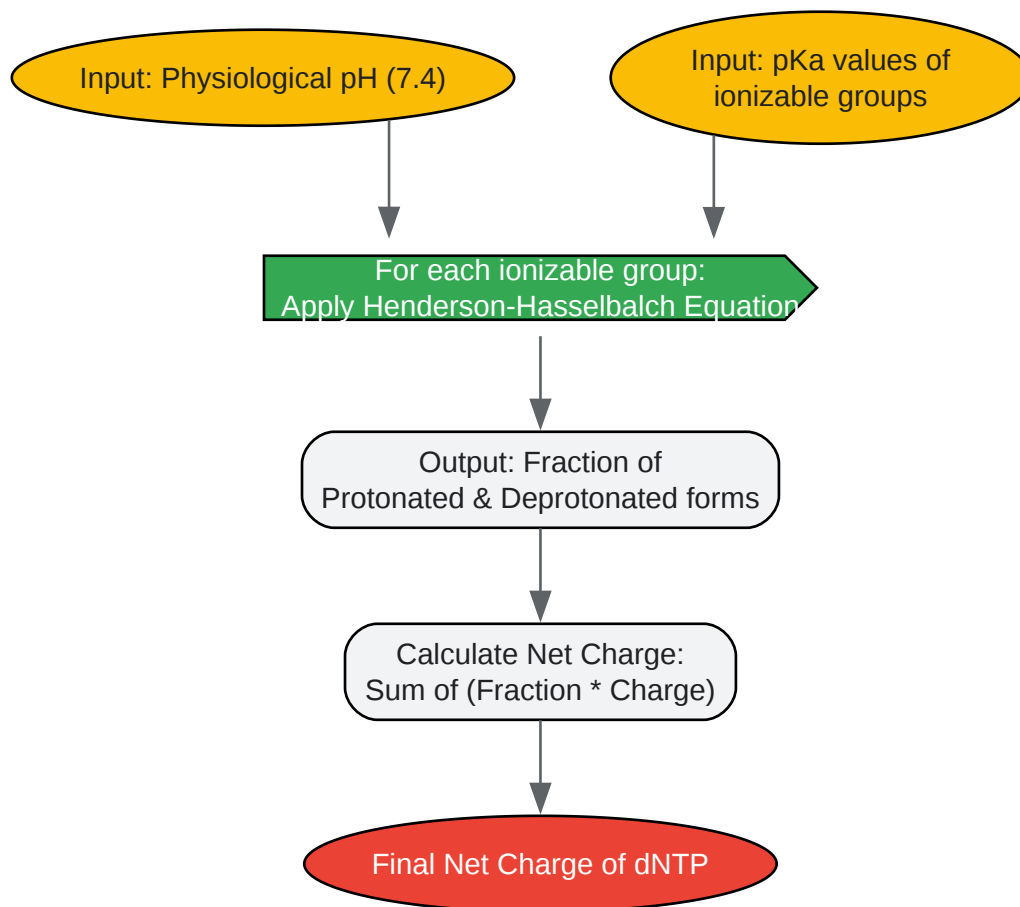 Input: Physiological pH (7.4)
Input: pKa values of
ionizable groups
For each ionizable group:
Apply Henderson-Hasselbalch Equation
Output: Fraction of
Protonated & Deprotonated forms
Calculate Net Charge:
Sum of (Fraction * Charge)
Final Net Charge of dNTP